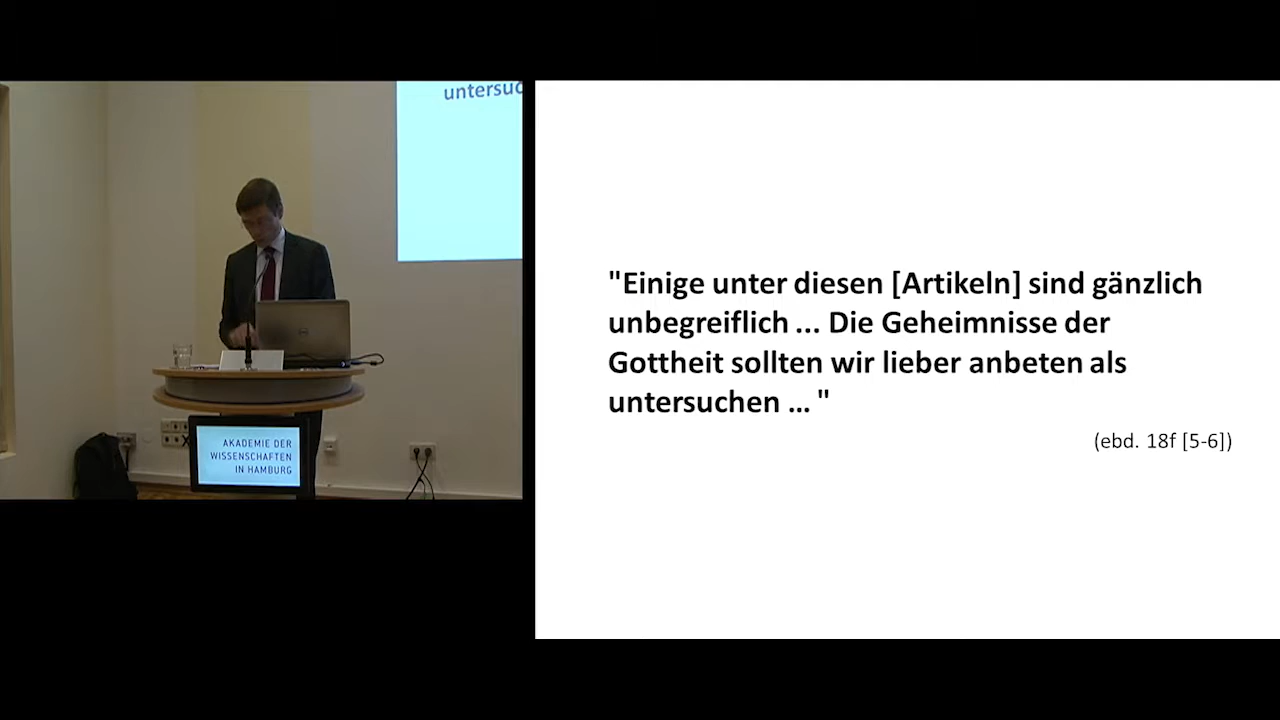 untersuc
AKADEMIE DER
WISSENSCHAFTEN
IN HAMBURG
"Einige unter diesen [Artikeln] sind gänzlich
unbegreiflich ... Die Geheimnisse der
Gottheit sollten wir lieber anbeten als
untersuchen ... "
(ebd. 18f [5-6])